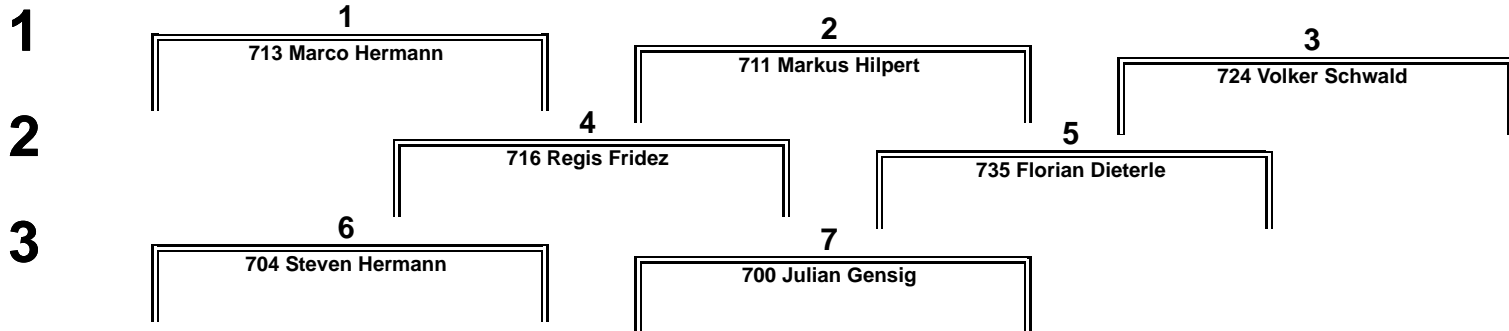 1
1
713 Marco Hermann
2
711 Markus Hilpert
3
724 Volker Schwald
2
4
716 Regis Fridez
5
735 Florian Dieterle
3
6
704 Steven Hermann
7
700 Julian Gensig